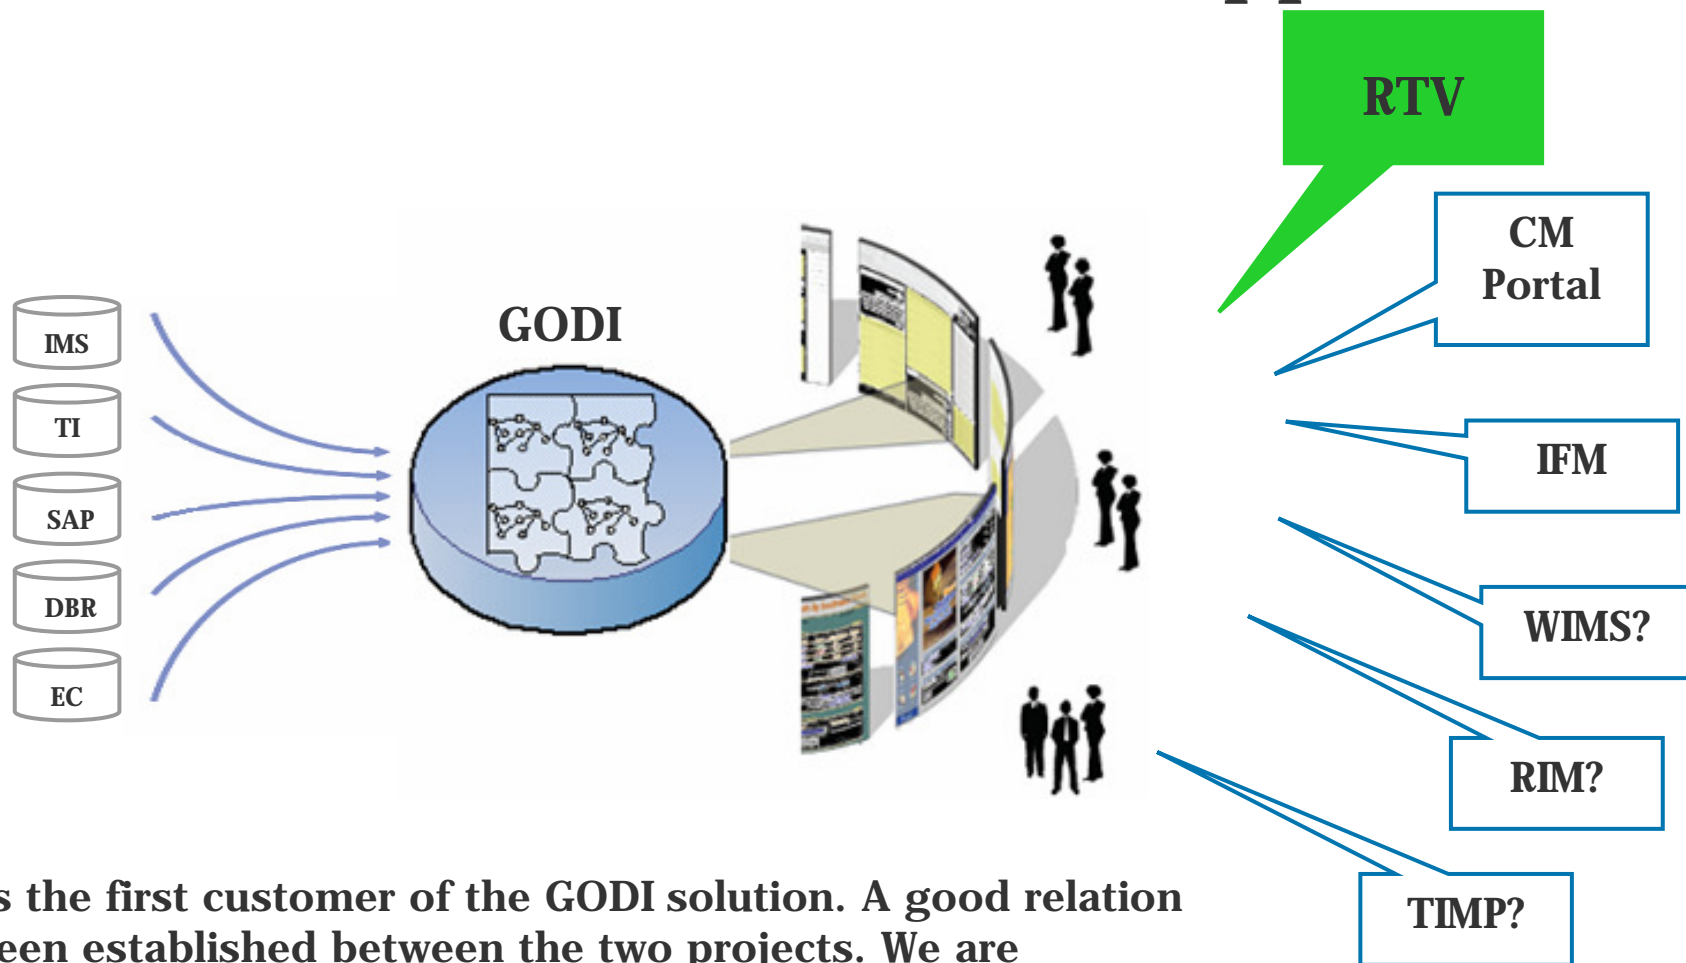 RTV
CM
Portal
GODI
IMS
TI
IFM
SAP
DBR
WIMS?
EC
RIM?
the first customer of the GODI solution. A good relation
established between the two projects. We are
TIMP?